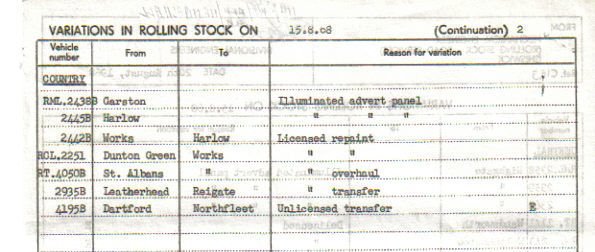 VARIATIONS IN ROLLING STOCK ON 15.8.68 (Continuation) 2
Vehicle number From To Reason for variation
COUNTRY
RML.2438B Garston Illuminated advert panel
2445B Harlow " " "
2442B Works Harlow Licensed repaint
RCL.2251 Dunton Green Works " "
RT.4050B St. Albans " " overhaul
2935B Leatherhead Reigate " transfer
4195B Dartford Northfleet Unlicensed transfer E